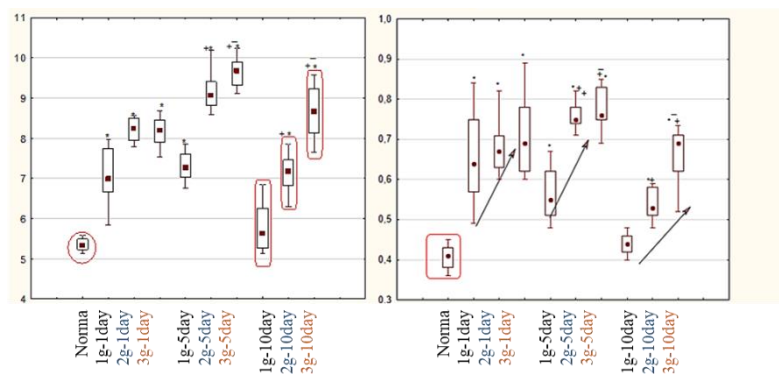 11
10
9
8
7
6
5
4
Norma
1g-1day
2g-1day
3g-1day
1g-5day
2g-5day
3g-5day
1g-10day
2g-10day
3g-10day
1.0
0.9
0.8
0.7
0.6
0.5
0.4
0.3
Norma
1g-1day
2g-1day
3g-1day
1g-5day
2g-5day
3g-5day
1g-10day
2g-10day
3g-10day